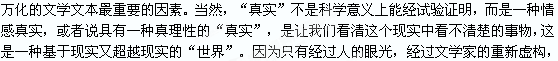 万化的文学文本最重要的因素。当然，“真实”不是科学意义上能经试验证明，而是一种情
感真实，或者说具有一种真理性的“真实”，是让我们看清这个现实中看不清楚的事物，这
是一种基于现实又超越现实的“世界”。因为只有经过人的眼光，经过文学家的重新虚构，